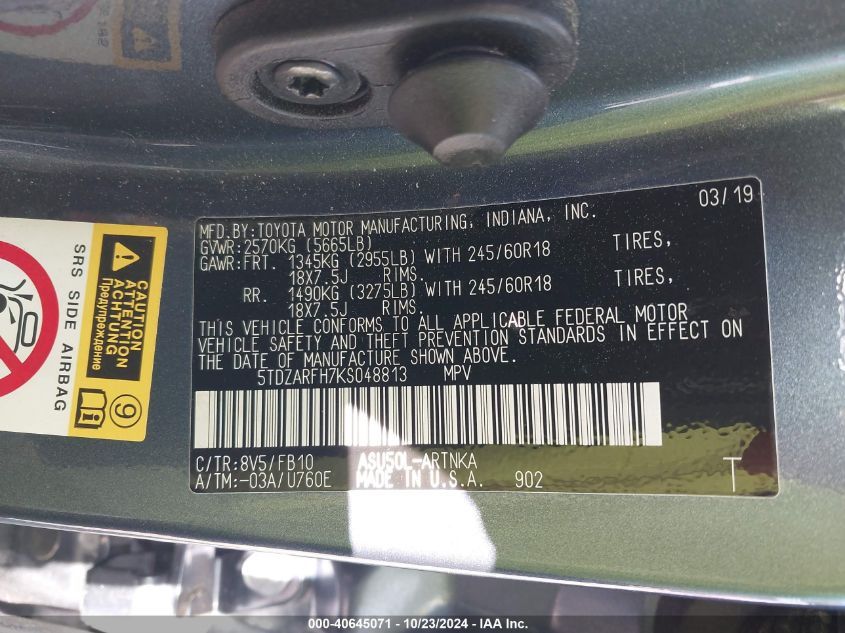 MFD.BY:TOYOTA MOTOR MANUFACTURING, INDIANA, INC. 03/19
GVWR:2570KG (5665LB)
GAWR:FRT. 1345KG (2955LB) WITH 245/60R18 TIRES,
18X7.5J RIMS.
RR. 1490KG (3275LB) WITH 245/60R18 TIRES,
18X7.5J RIMS.
THIS VEHICLE CONFORMS TO ALL APPLICABLE FEDERAL MOTOR
VEHICLE SAFETY AND THEFT PREVENTION STANDARDS IN EFFECT ON
THE DATE OF MANUFACTURE SHOWN ABOVE.
5TDZARFH7KS048813 MPV
C/TR:8V5/FB10 ASU50L-ARTNKA
A/TM:-03A/U760E MADE IN U.S.A. 902 T
SRS SIDE AIRBAG
CAUTION
ATTENTION
ACHTUNG
Предупреждение
9
000-40645071 - 10/23/2024 - IAA Inc.